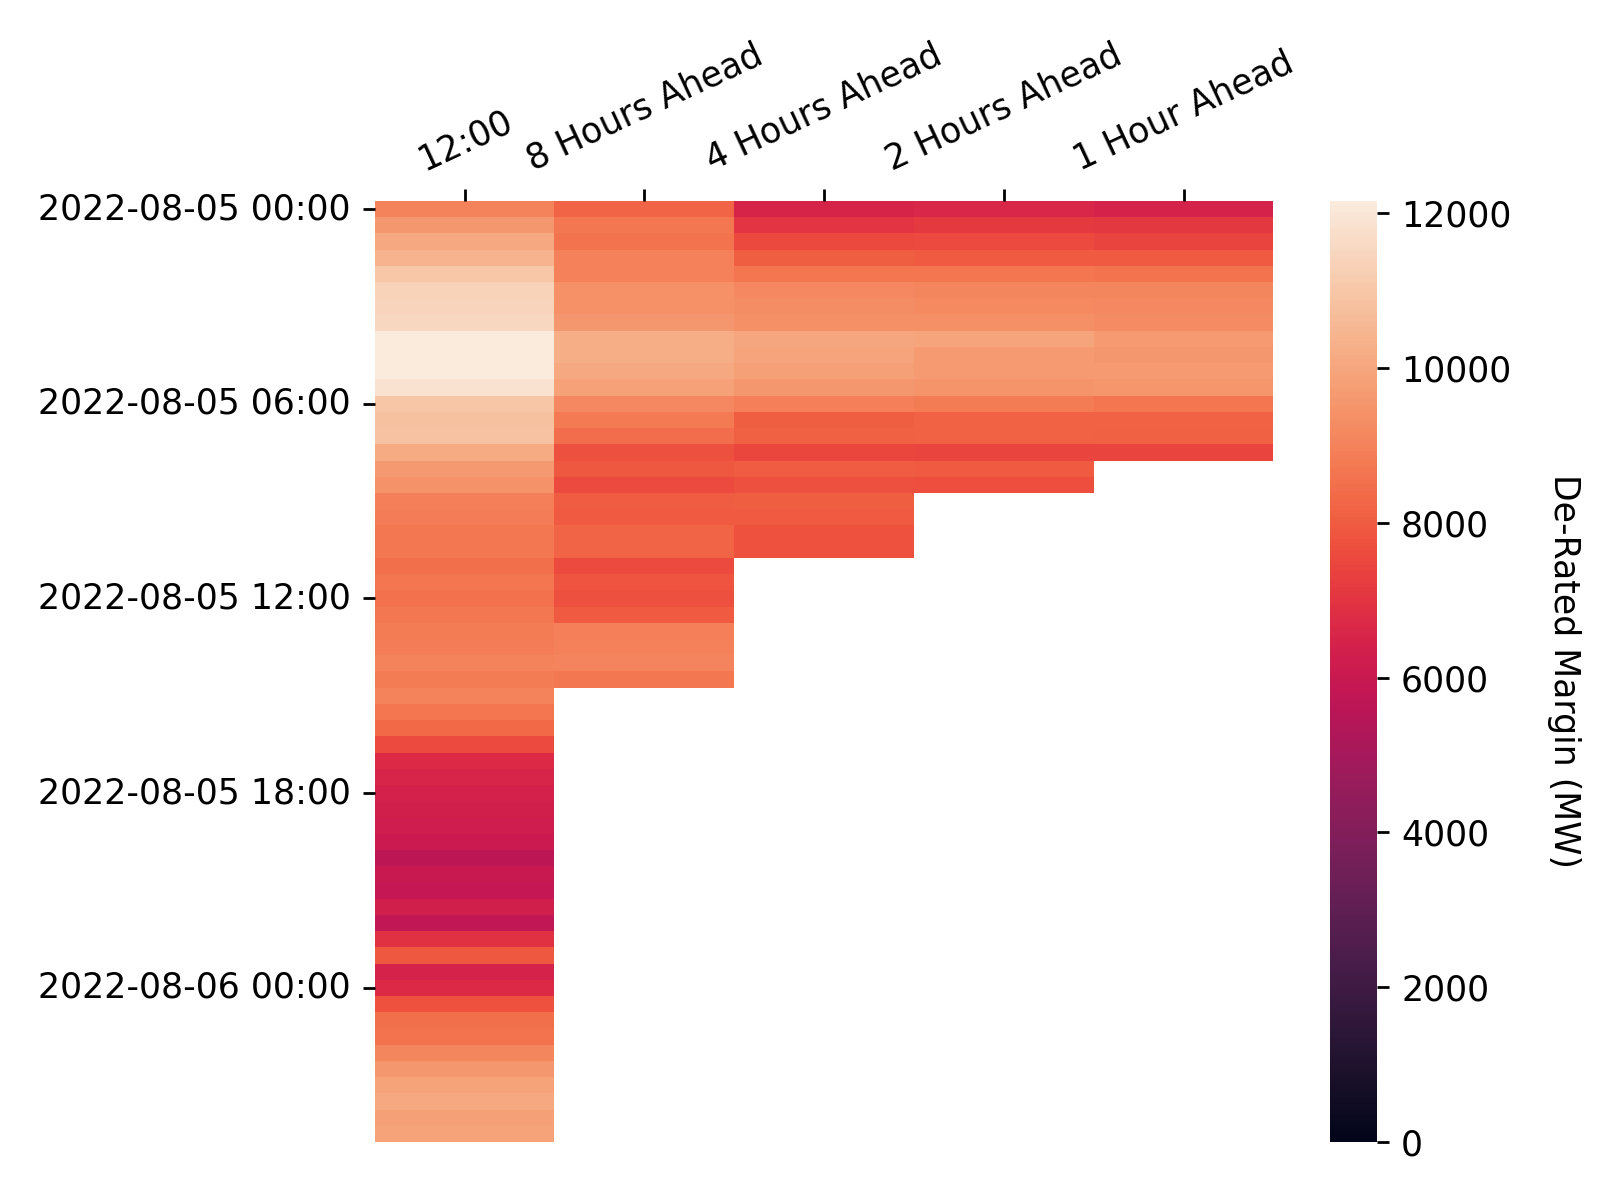 12:00
8 Hours Ahead
4 Hours Ahead
2 Hours Ahead
1 Hour Ahead
2022-08-05 00:00
2022-08-05 06:00
2022-08-05 12:00
2022-08-05 18:00
2022-08-06 00:00
12000
10000
8000
6000
4000
2000
0
De-Rated Margin (MW)